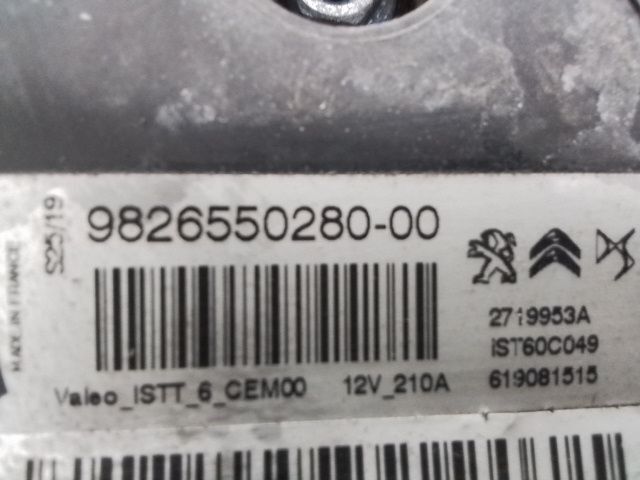 9826550280-00
S25/19
MADE IN FRANCE
2719953A
IST60C049
619081515
Valeo_ISTT_6_CEM00 12V_210A